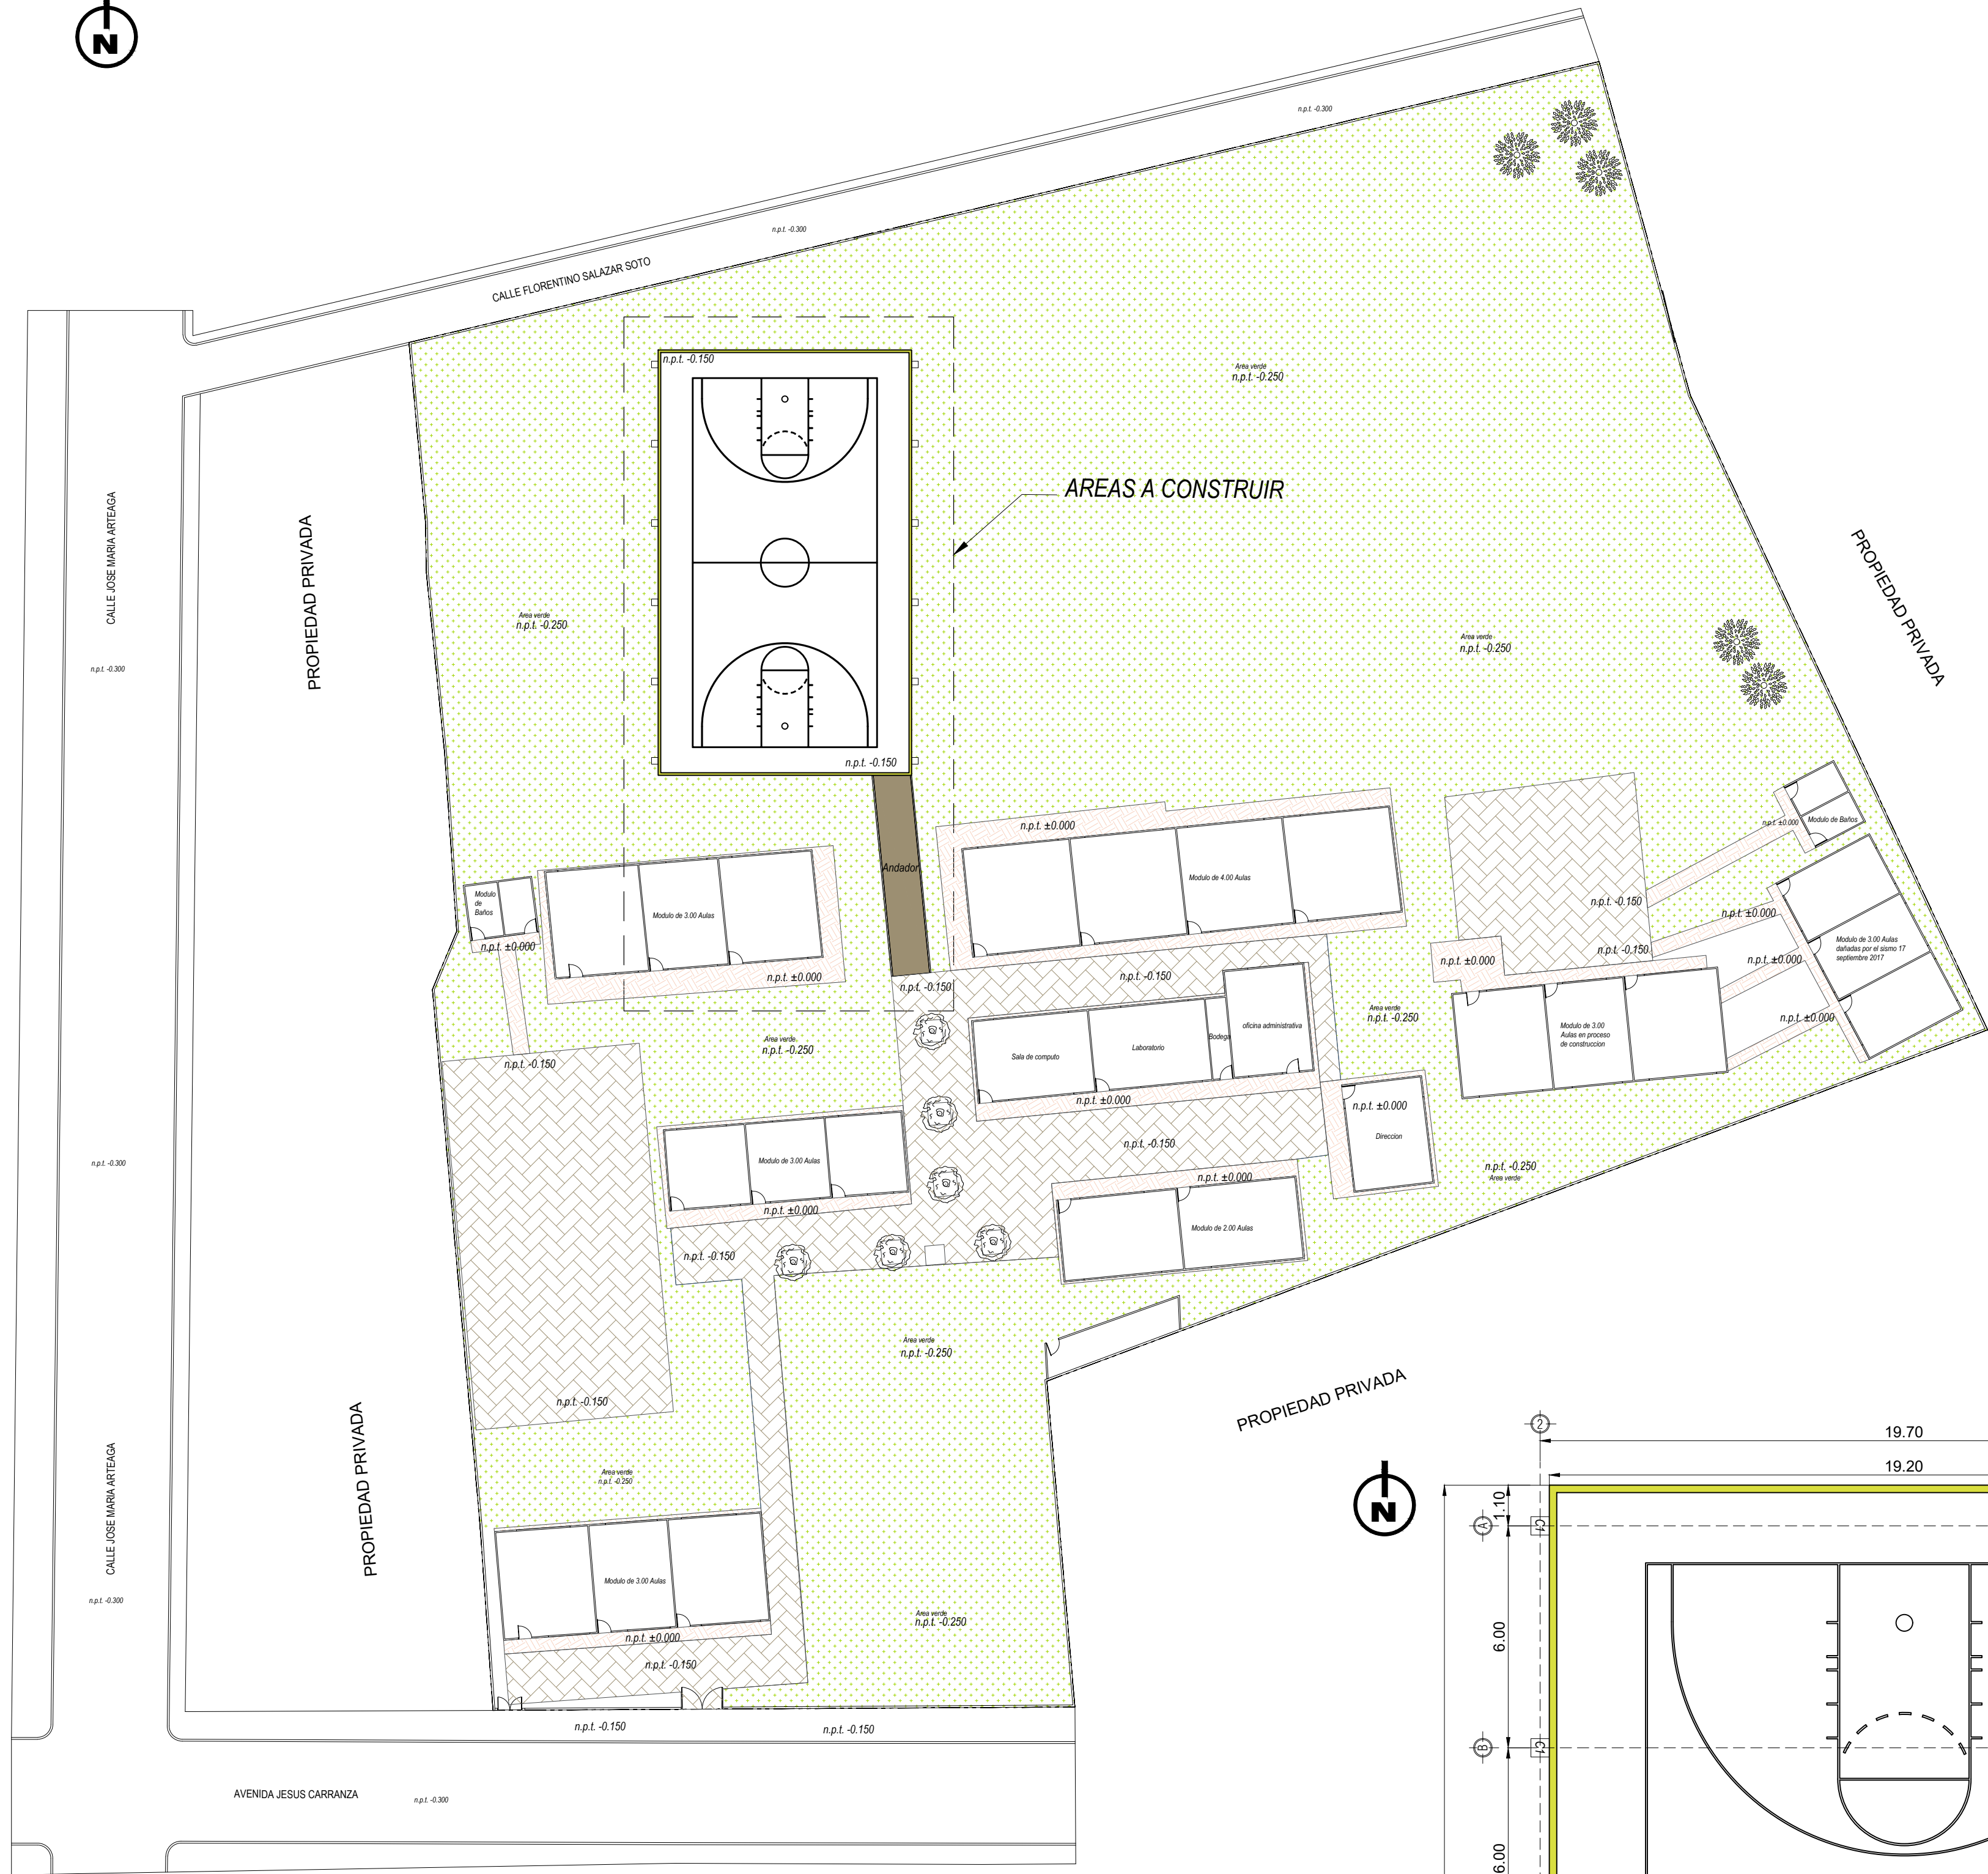 N
n.p.t. -0.300
n.p.t. -0.300
CALLE FLORENTINO SALAZAR SOTO
n.p.t. -0.150
Area verde
n.p.t. -0.250
AREAS A CONSTRUIR
CALLE JOSE MARIA ARTEAGA
PROPIEDAD PRIVADA
PROPIEDAD PRIVADA
Area verde
n.p.t. -0.250
Area verde
n.p.t. -0.250
n.p.t. -0.300
n.p.t. -0.150
n.p.t. ±0.000
n.p.t. ±0.000
Modulo de Baños
Andador
Modulo de 4.00 Aulas
Modulo
de
Baños
Modulo de 3.00 Aulas
n.p.t. -0.150
n.p.t. ±0.000
n.p.t. ±0.000
n.p.t. -0.150
Modulo de 3.00 Aulas
dañadas por el sismo 17
septiembre 2017
n.p.t. ±0.000
n.p.t. ±0.000
n.p.t. ±0.000
n.p.t. -0.150
n.p.t. -0.150
Area verde
n.p.t. -0.250
n.p.t. ±0.000
Modulo de 3.00
Aulas en proceso
de construccion
oficina administrativa
Bodega
Laboratorio
Sala de computo
Area verde
n.p.t. -0.250
n.p.t. -0.150
n.p.t. ±0.000
n.p.t. ±0.000
Direccion
n.p.t. -0.150
Modulo de 3.00 Aulas
n.p.t. -0.300
n.p.t. -0.250
Area verde
n.p.t. ±0.000
n.p.t. ±0.000
Modulo de 2.00 Aulas
n.p.t. -0.150
Area verde
n.p.t. -0.250
n.p.t. -0.150
PROPIEDAD PRIVADA
PROPIEDAD PRIVADA
CALLE JOSE MARIA ARTEAGA
Area verde
n.p.t. -0.250
n.p.t. -0.300
Modulo de 3.00 Aulas
Area verde
n.p.t. -0.250
n.p.t. ±0.000
n.p.t. -0.150
n.p.t. -0.150
n.p.t. -0.150
AVENIDA JESUS CARRANZA
n.p.t. -0.300
2
19.70
19.20
N
1.10
A
C1
6.00
B
C1
6.00